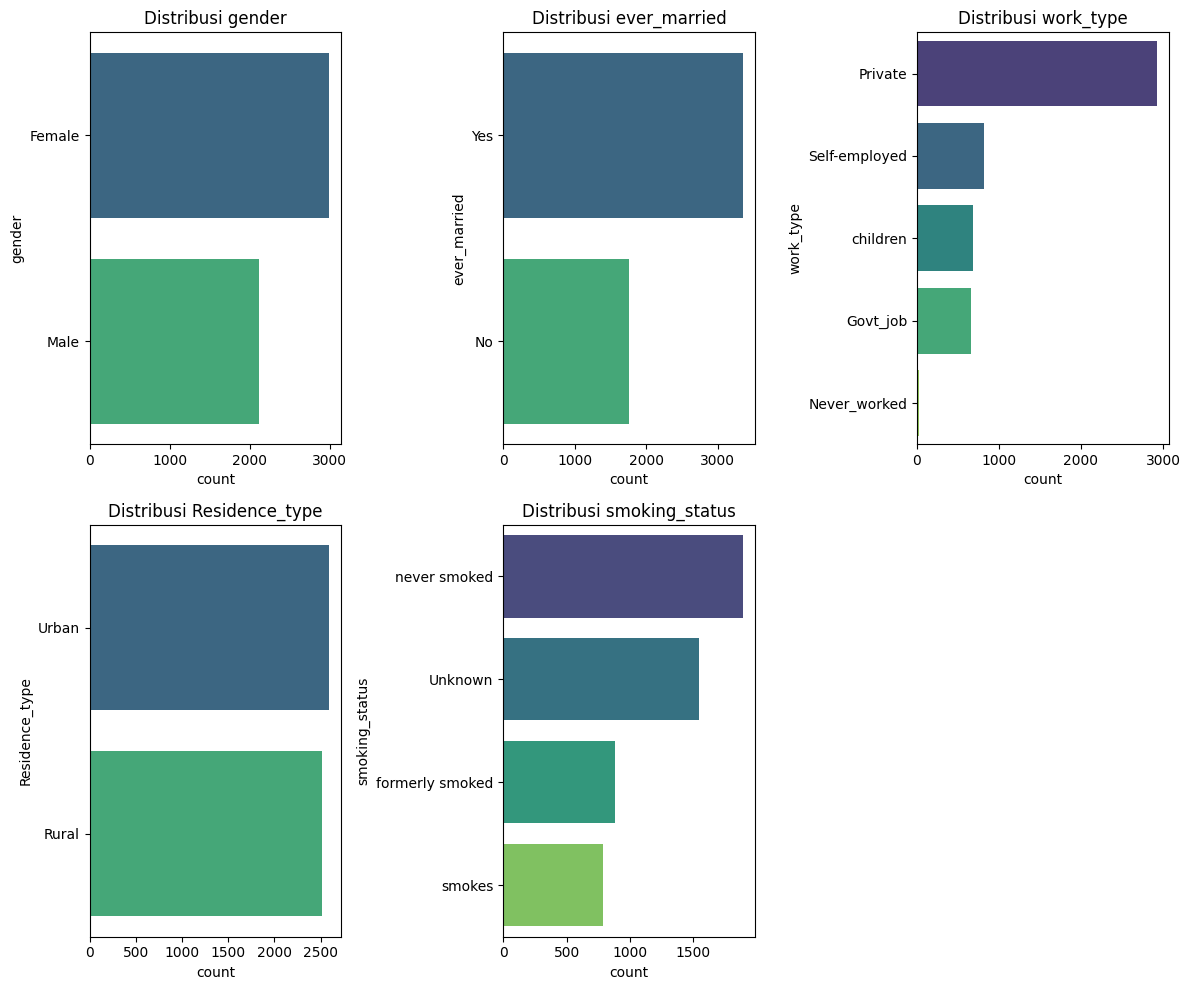 Distribusi gender
gender
Female
Male
0 1000 2000 3000
count
Distribusi ever_married
ever_married
Yes
No
0 1000 2000 3000
count
Distribusi work_type
work_type
Private
Self-employed
children
Govt_job
Never_worked
0 1000 2000 3000
count
Distribusi Residence_type
Residence_type
Urban
Rural
0 500 1000 1500 2000 2500
count
Distribusi smoking_status
smoking_status
never smoked
Unknown
formerly smoked
smokes
0 500 1000 1500
count